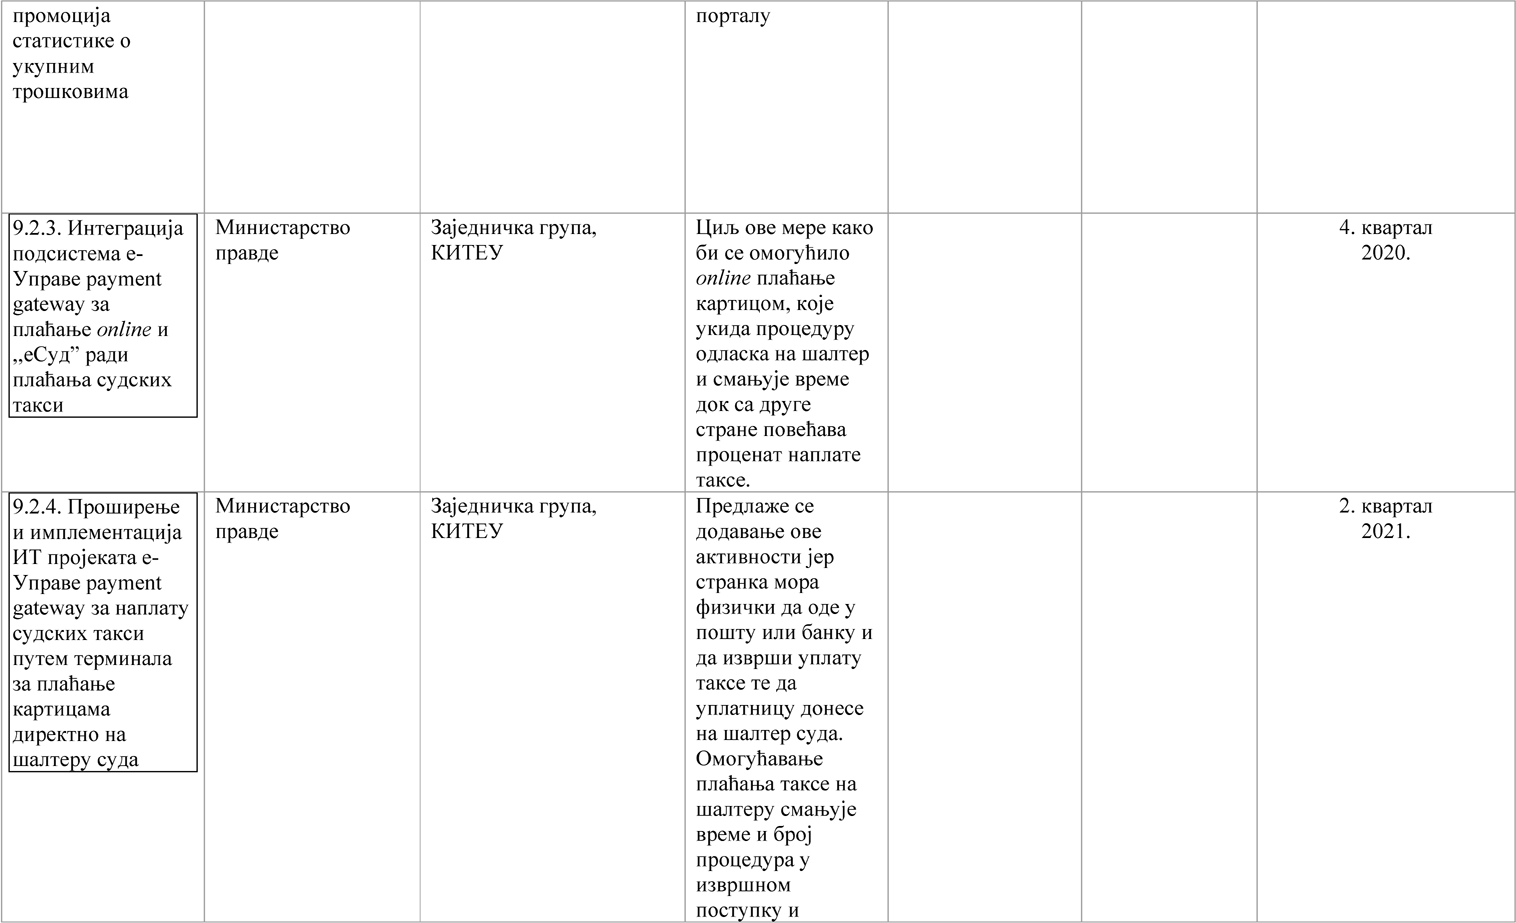 промоција
статистике о
укупним
трошковима
порталу
9.2.3. Интеграција
подсистема е-
Управе payment
gateway за
плаћање online и
,,еСуд” ради
плаћања судских
такси
Министарство
правде
Заједничка група,
КИТЕУ
Циљ ове мере како
би се омогућило
online плаћање
картицом, које
укида процедуру
одласка на шалтер
и смањује време
док са друге
стране повећава
проценат наплате
таксе.
4. квартал
2020.
9.2.4. Проширење
и имплементација
ИТ пројеката е-
Управе payment
gateway за наплату
судских такси
путем терминала
за плаћање
картицама
директно на
шалтеру суда
Министарство
правде
Заједничка група,
КИТЕУ
Предлаже се
додавање ове
активности јер
странка мора
физички да оде у
пошту или банку и
да изврши уплату
таксе те да
уплатницу донесе
на шалтер суда.
Омогућавање
плаћања таксе на
шалтеру смањује
време и број
процедура у
извршном
поступку и
2. квартал
2021.